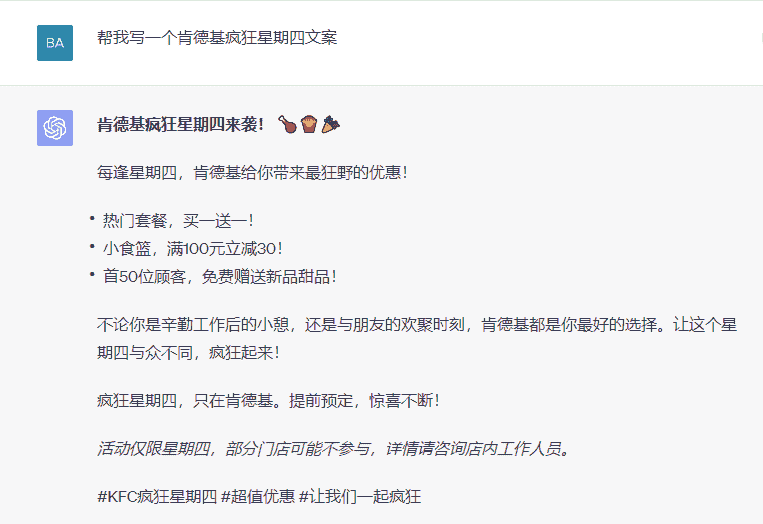 BA
帮我写一个肯德基疯狂星期四文案
肯德基疯狂星期四来袭！ 🍗🍟🎉
每逢星期四，肯德基给你带来最狂野的优惠！
• 热门套餐，买一送一！
• 小食篮，满100元立减30！
• 首50位顾客，免费赠送新品甜品！
不论你是辛勤工作后的小憩，还是与朋友的欢聚时刻，肯德基都是你最好的选择。让这个星
期四与众不同，疯狂起来！
疯狂星期四，只在肯德基。提前预定，惊喜不断！
活动仅限星期四，部分门店可能不参与，详情请咨询店内工作人员。
#KFC疯狂星期四 #超值优惠 #让我们一起疯狂